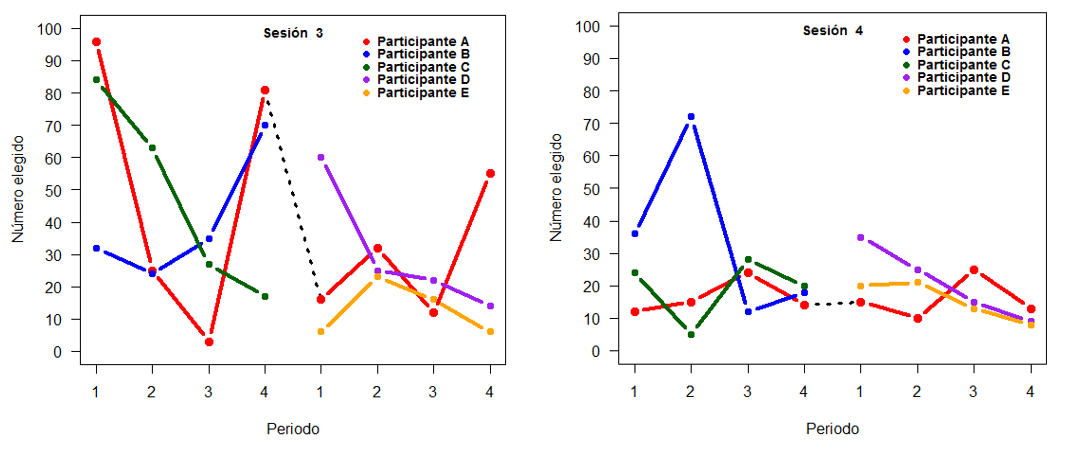 Sesión 3
Participante A
Participante B
Participante C
Participante D
Participante E
Número elegido
100
90
80
70
60
50
40
30
20
10
0
1 2 3 4 1 2 3 4
Periodo
Sesión 4
Participante A
Participante B
Participante C
Participante D
Participante E
Número elegido
100
90
80
70
60
50
40
30
20
10
0
1 2 3 4 1 2 3 4
Periodo